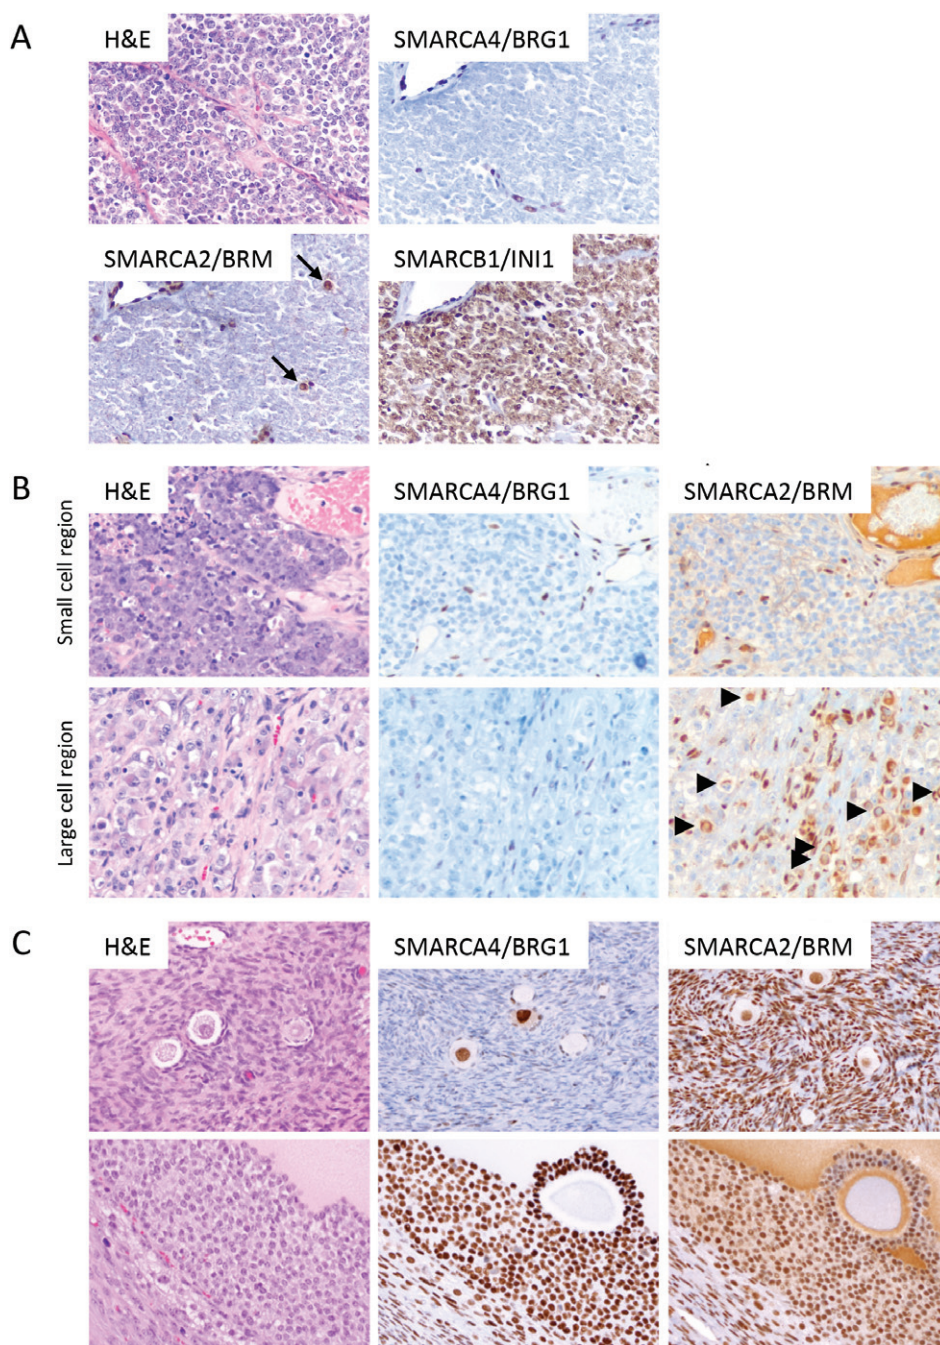 A
H&E
SMARCA4/BRG1
SMARCA2/BRM
SMARCB1/INI1
B
Small cell region
H&E
SMARCA4/BRG1
SMARCA2/BRM
Large cell region
C
H&E
SMARCA4/BRG1
SMARCA2/BRM